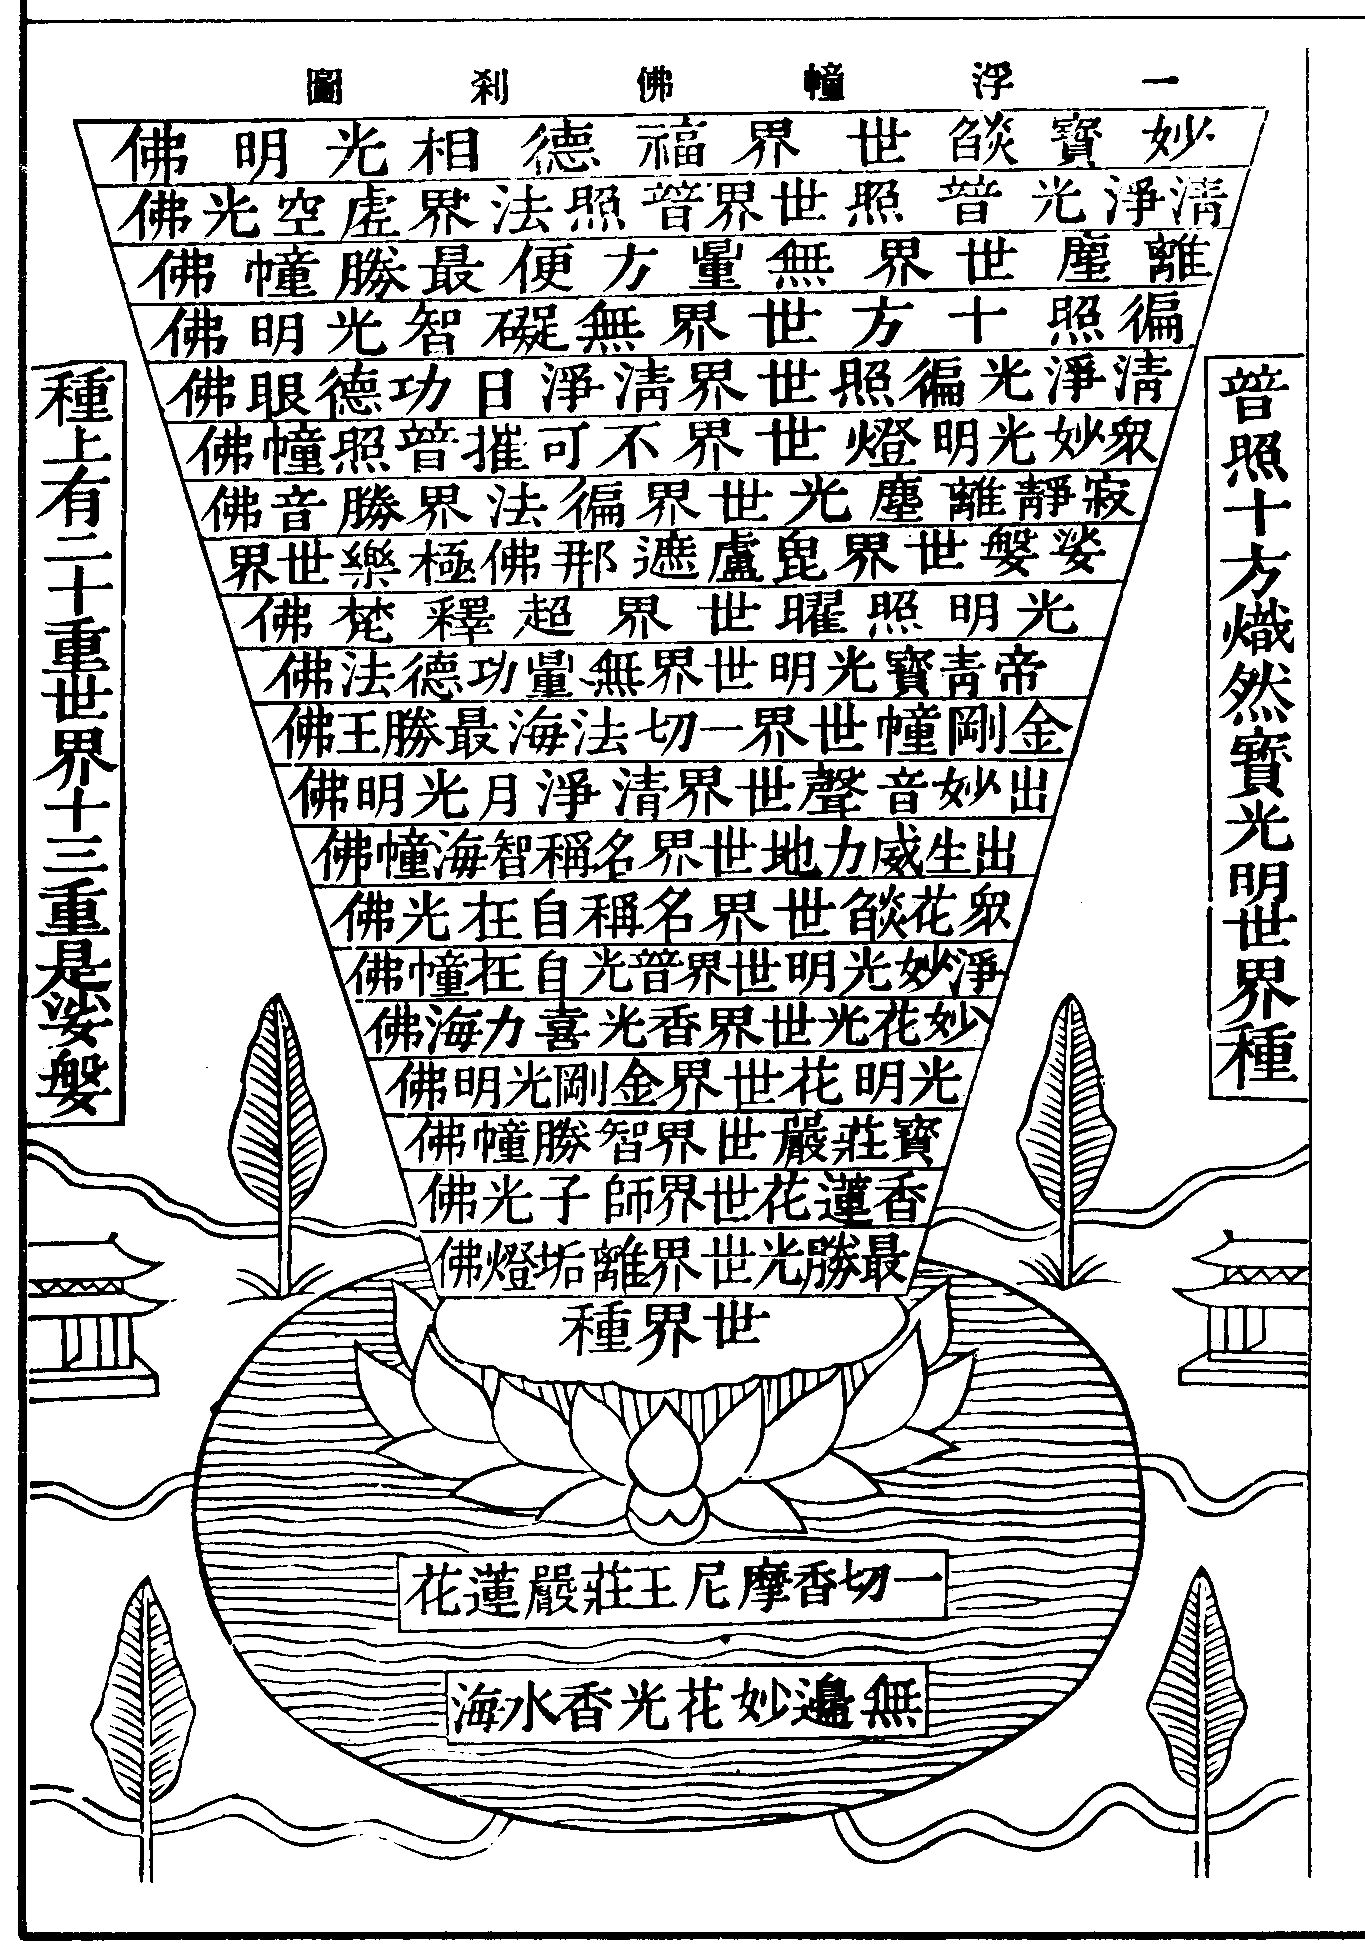 一浮幢佛刹圖
妙寶燄世界福德相光明佛
清淨光普照世界普照法界虛空光佛
離塵世界無量方便最勝幢佛
徧照十方世界無礙智光明佛
清淨光徧照世界清淨日功德眼佛
衆妙光明燈世界不可摧普照幢佛
寂靜離塵光世界徧法界勝音佛
娑婆世界毘盧遮那佛極樂世界
光明照曜世界超釋梵佛
帝靑寶光明世界無量功德法佛
金剛幢世界一切法海最勝王佛
出妙音聲世界清淨月光明佛
出生威力地世界名稱智海幢佛
衆花燄世界名稱自在光佛
淨妙光明世界普光自在幢佛
妙花光世界香光喜力海佛
光明花世界金剛光明佛
寶莊嚴世界智勝幢佛
香蓮花世界師子光佛
最勝光世界離垢燈佛
世界種
一切香摩尼王莊嚴蓮花
無邊妙花光香水海
普照十方熾然寶光明世界種
種上有二十重世界十三重是娑婆